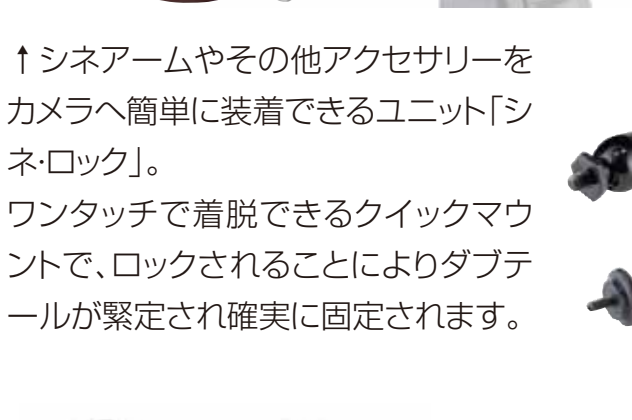 ↑シネアームやその他アクセサリーを
カメラへ簡単に装着できるユニット「シ
ネ・ロック」。
ワンタッチで着脱できるクイックマウ
ントで、ロックされることによりダブテ
ールが緊定され確実に固定されます。